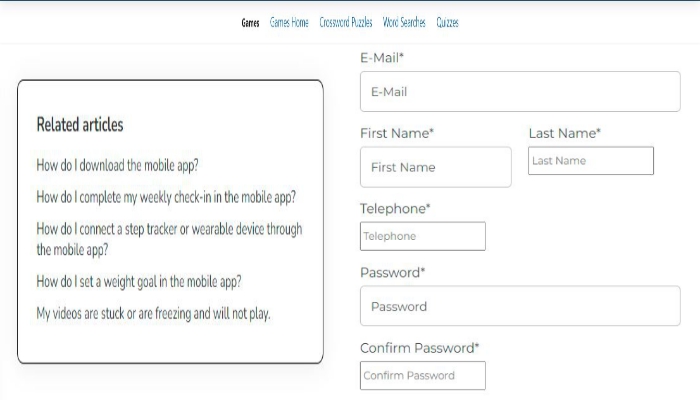 Games Games Home Crossword Puzzles Word Searches Quizzes
Related articles
How do I download the mobile app?
How do I complete my weekly check-in in the mobile app?
How do I connect a step tracker or wearable device through
the mobile app?
How do I set a weight goal in the mobile app?
My videos are stuck or are freezing and will not play.
E-Mail*
E-Mail
First Name* Last Name*
First Name Last Name
Telephone*
Telephone
Password*
Password
Confirm Password*
Confirm Password